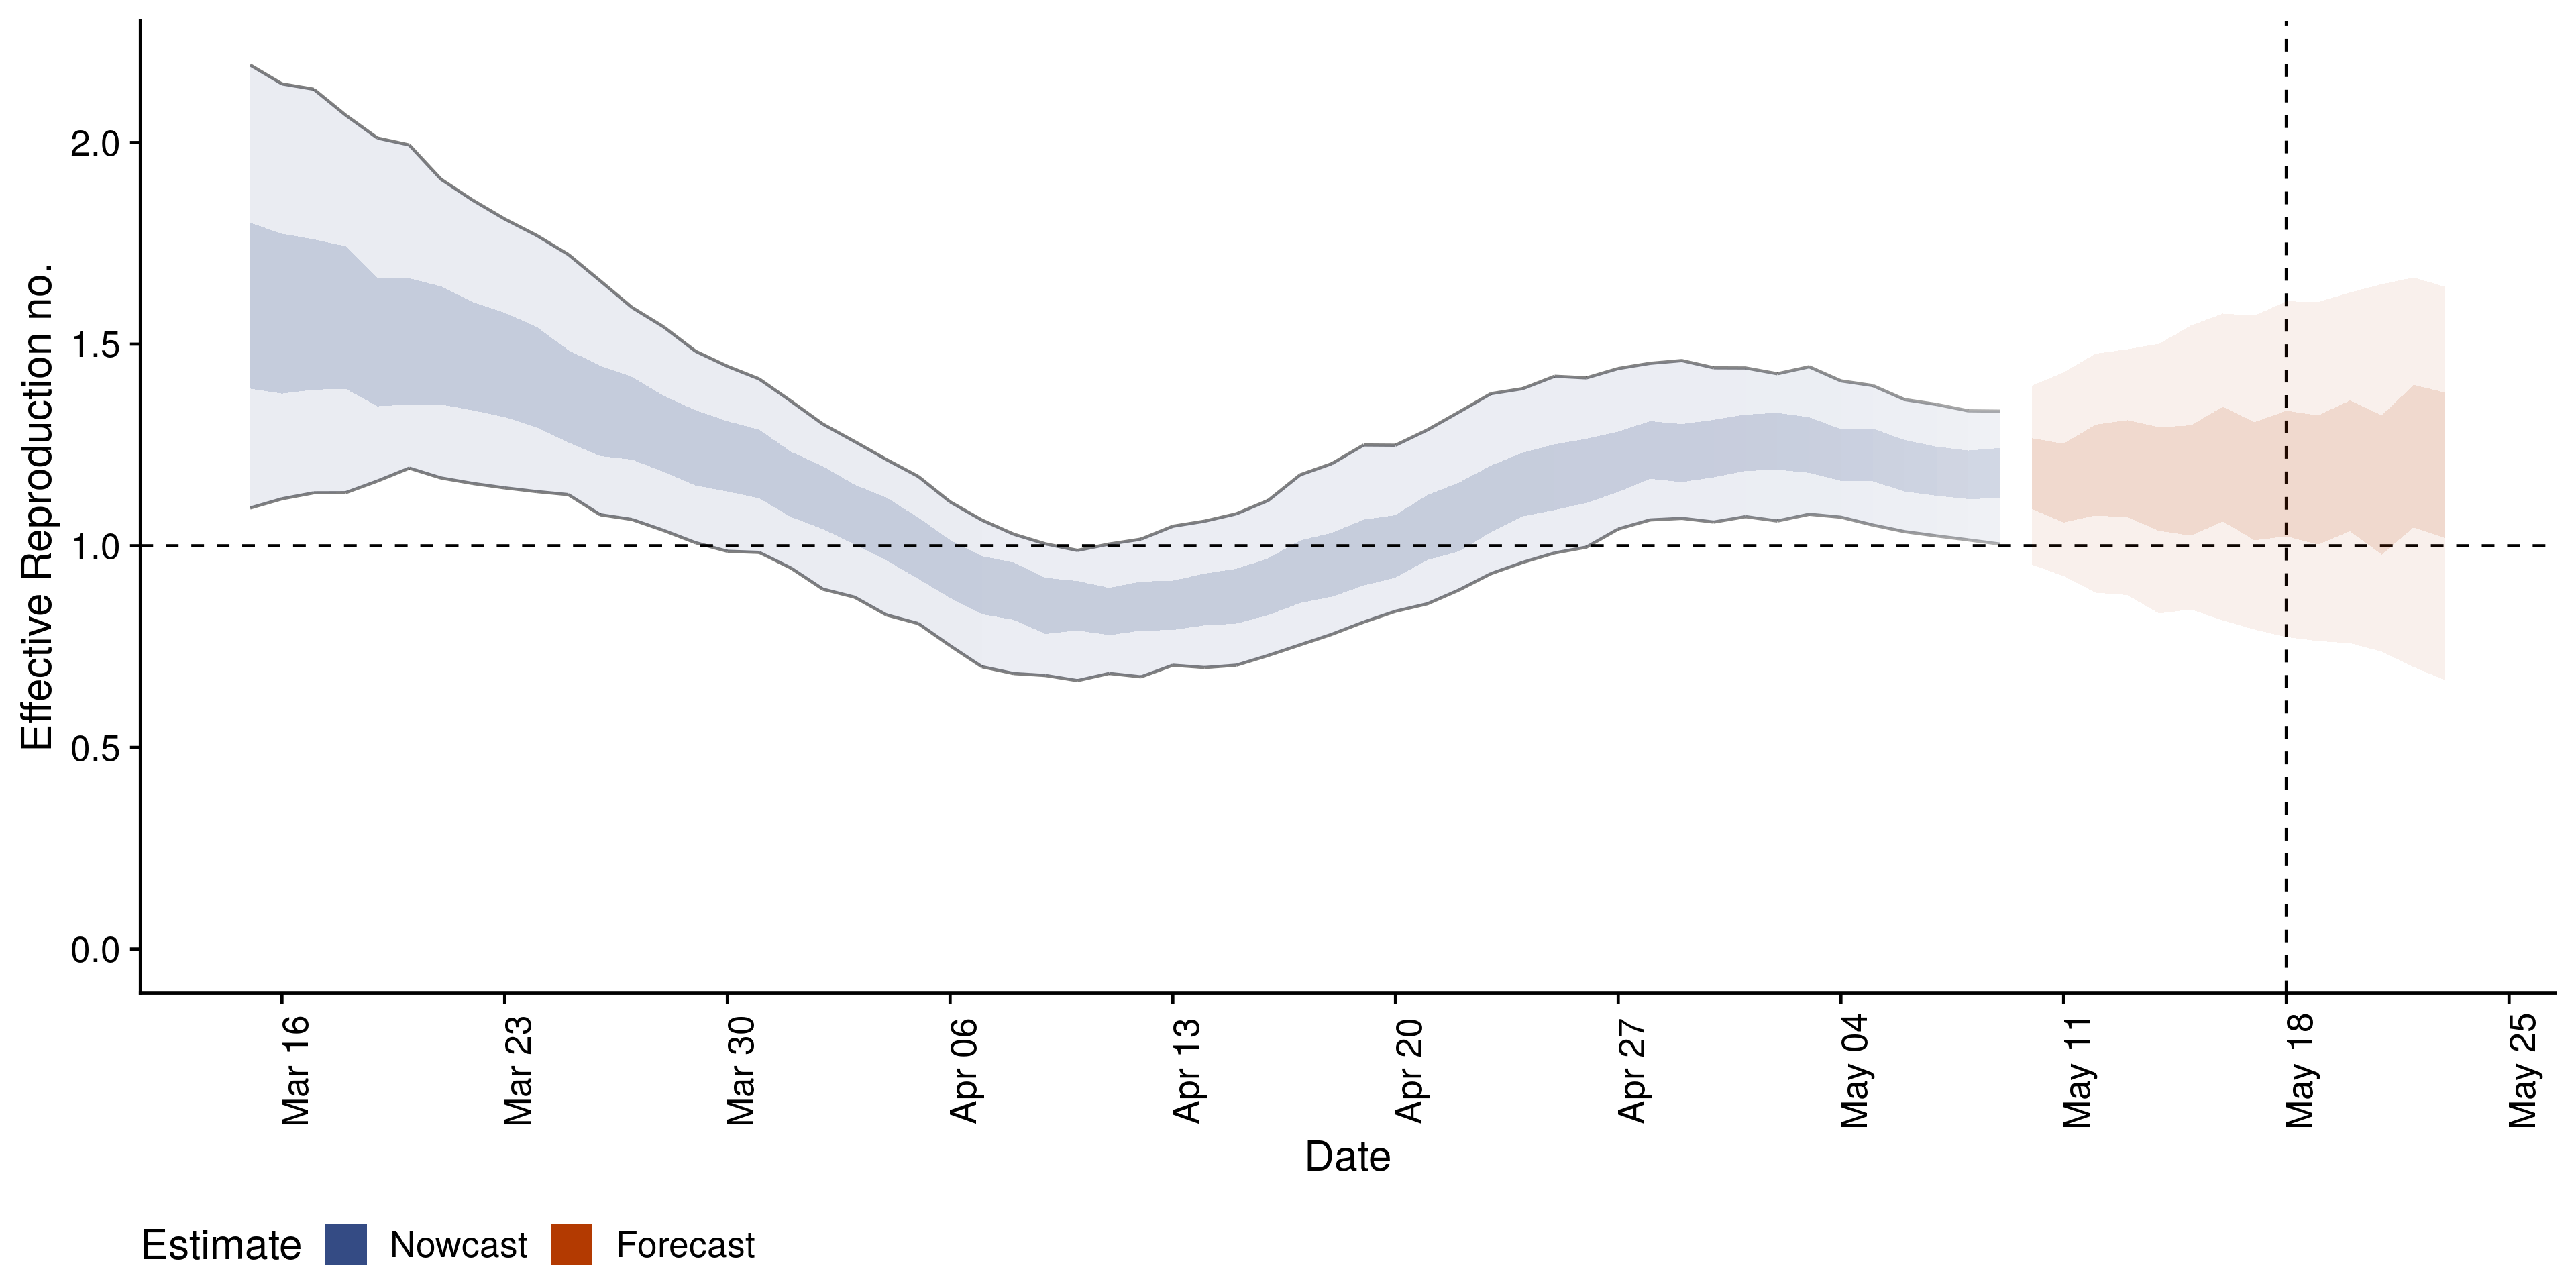 Effective Reproduction no.
2.0
1.5
1.0
0.5
0.0
Mar 16
Mar 23
Mar 30
Apr 06
Apr 13
Apr 20
Apr 27
May 04
May 11
May 18
May 25
Date
Estimate Nowcast Forecast